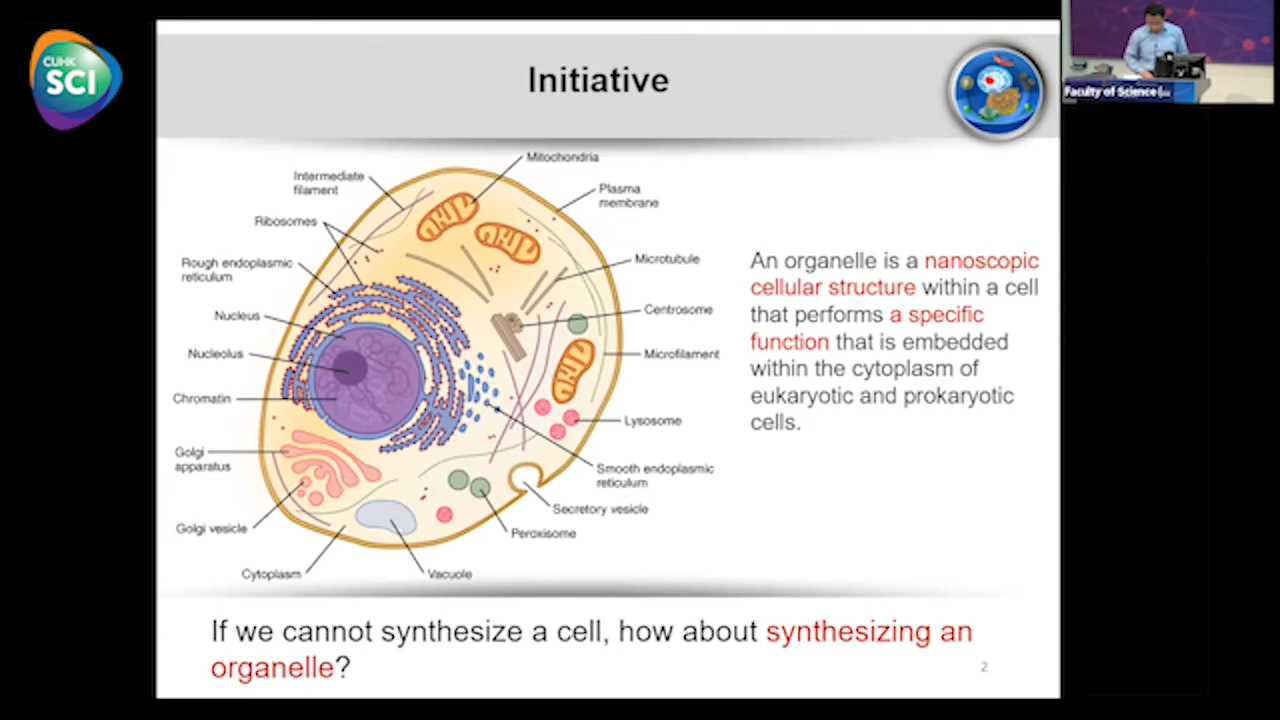 CUHK
SCI
Initiative
Faculty of Science (...
Mitochondria
Intermediate
filament
Plasma
membrane
Ribosomes
Rough endoplasmic
reticulum
Microtubule
Nucleus
Centrosome
Nucleolus
Microfilament
Chromatin
Lysosome
Golgi
apparatus
Smooth endoplasmic
reticulum
Secretory vesicle
Golgi vesicle
Peroxisome
Cytoplasm
Vacuole
An organelle is a nanoscopic
cellular structure within a cell
that performs a specific
function that is embedded
within the cytoplasm of
eukaryotic and prokaryotic
cells.
If we cannot synthesize a cell, how about synthesizing an
organelle?
2